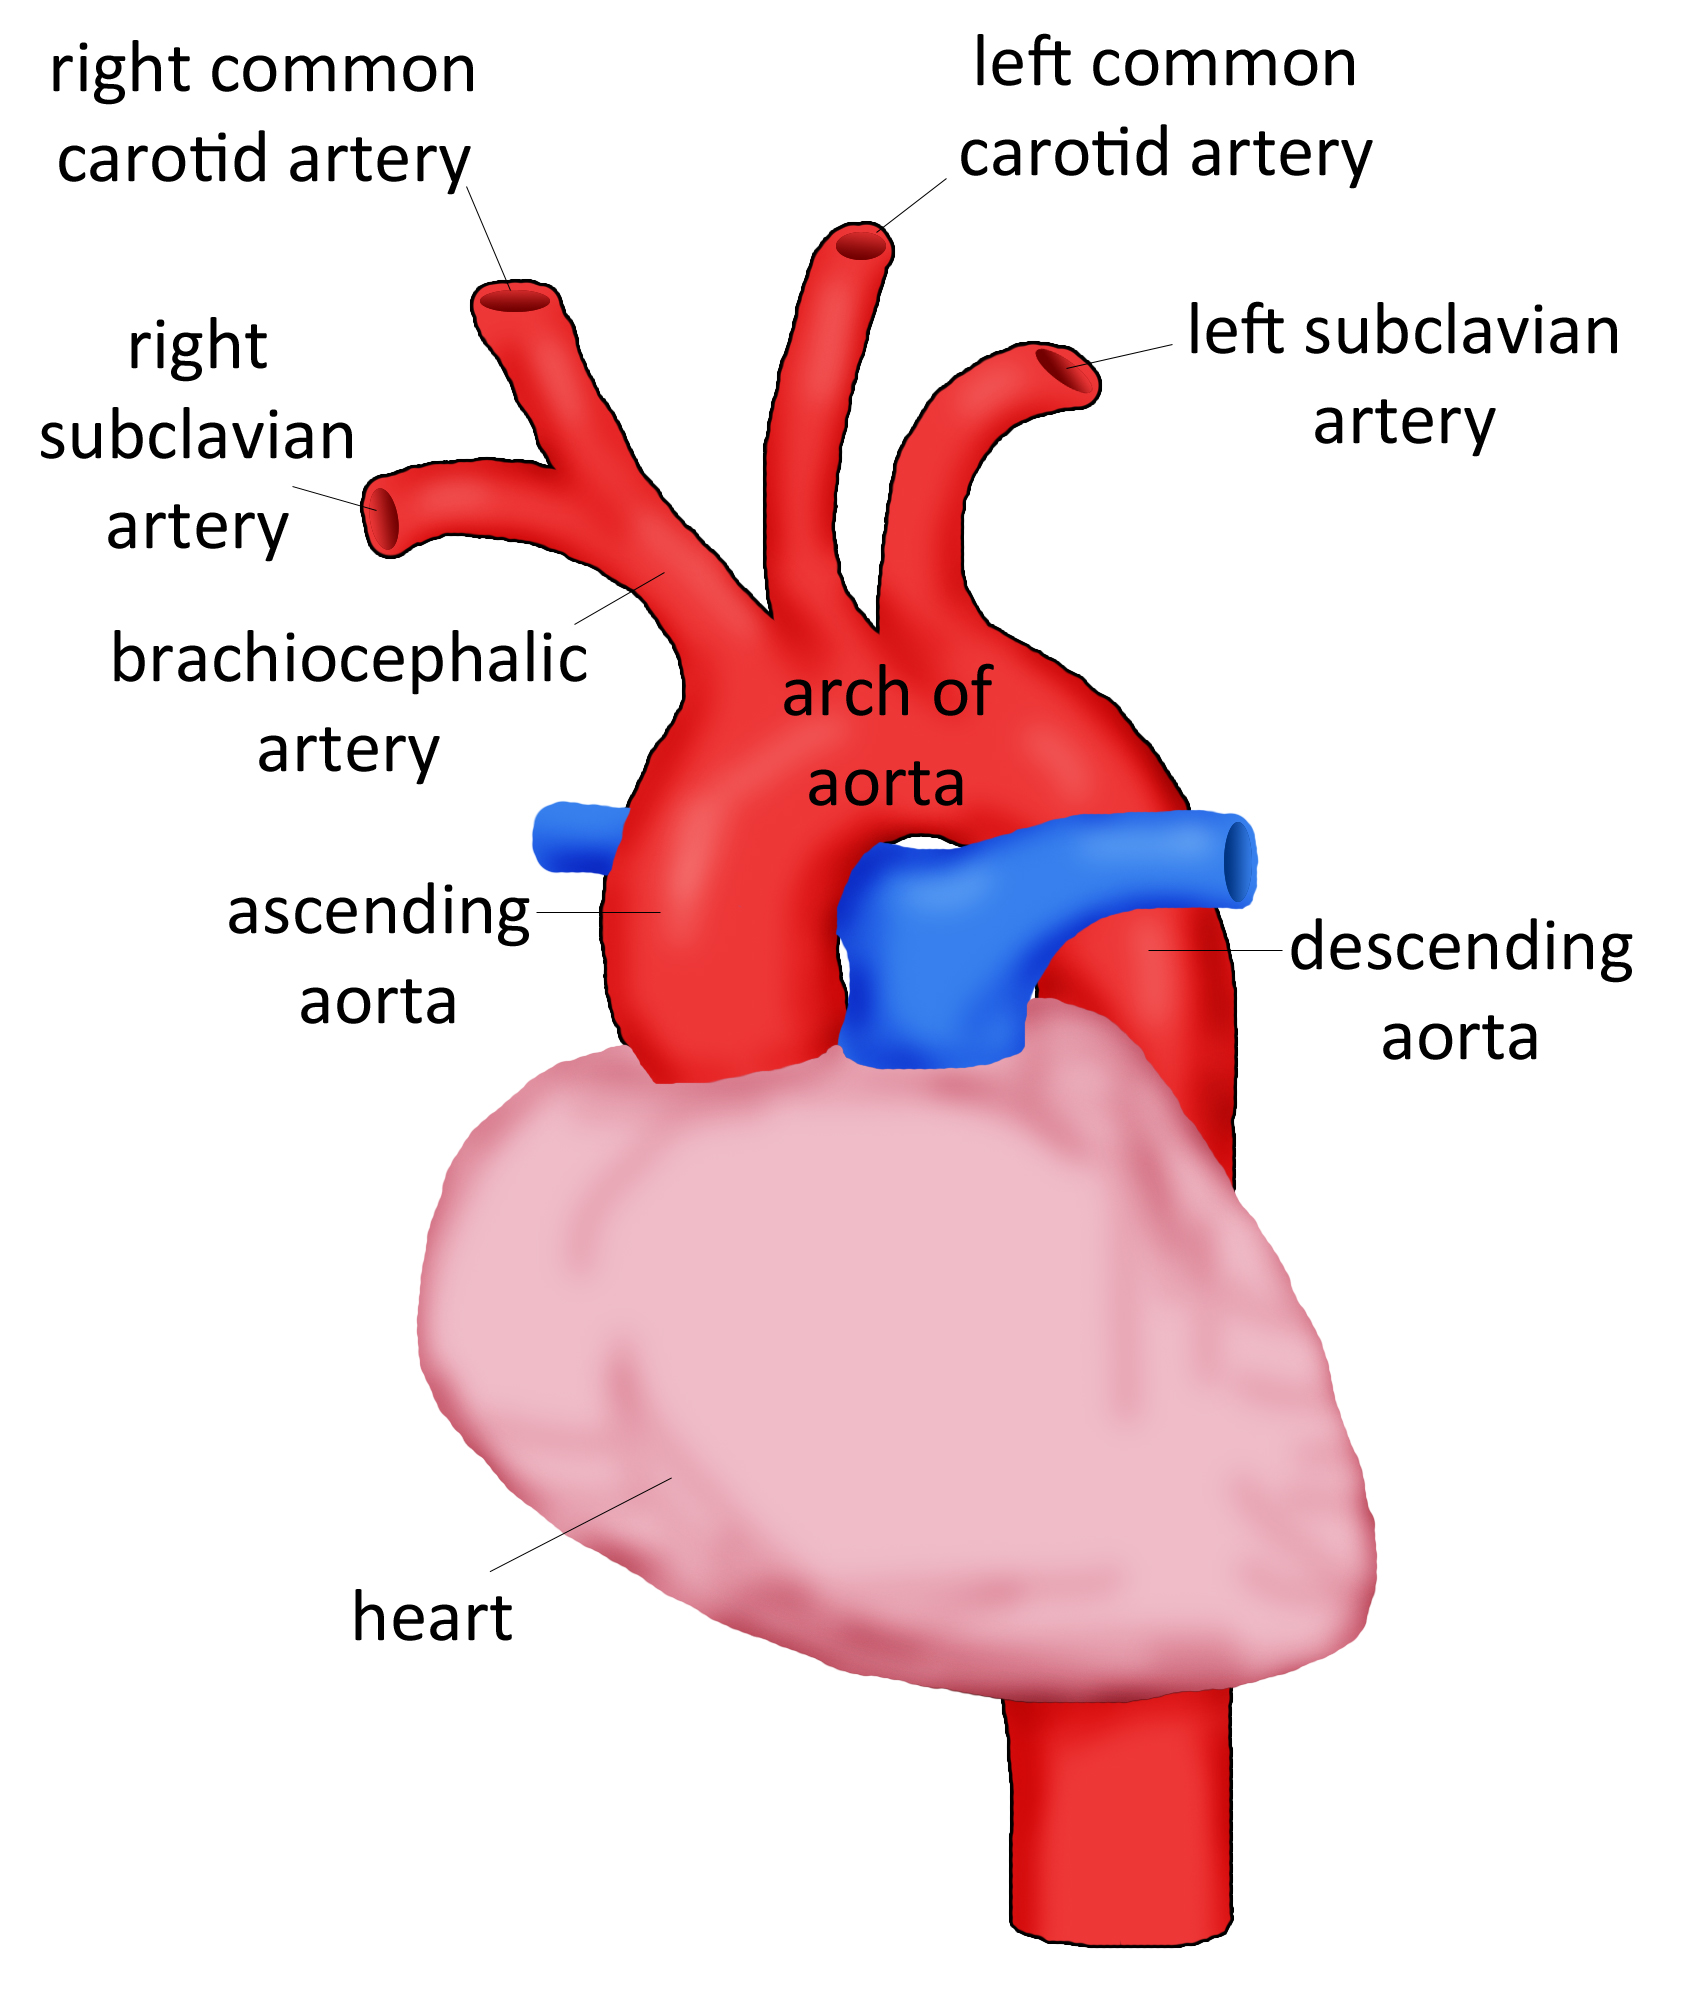 right common
carotid artery
left common
carotid artery
right
subclavian
artery
left subclavian
artery
brachiocephalic
artery
arch of
aorta
ascending
aorta
descending
aorta
heart